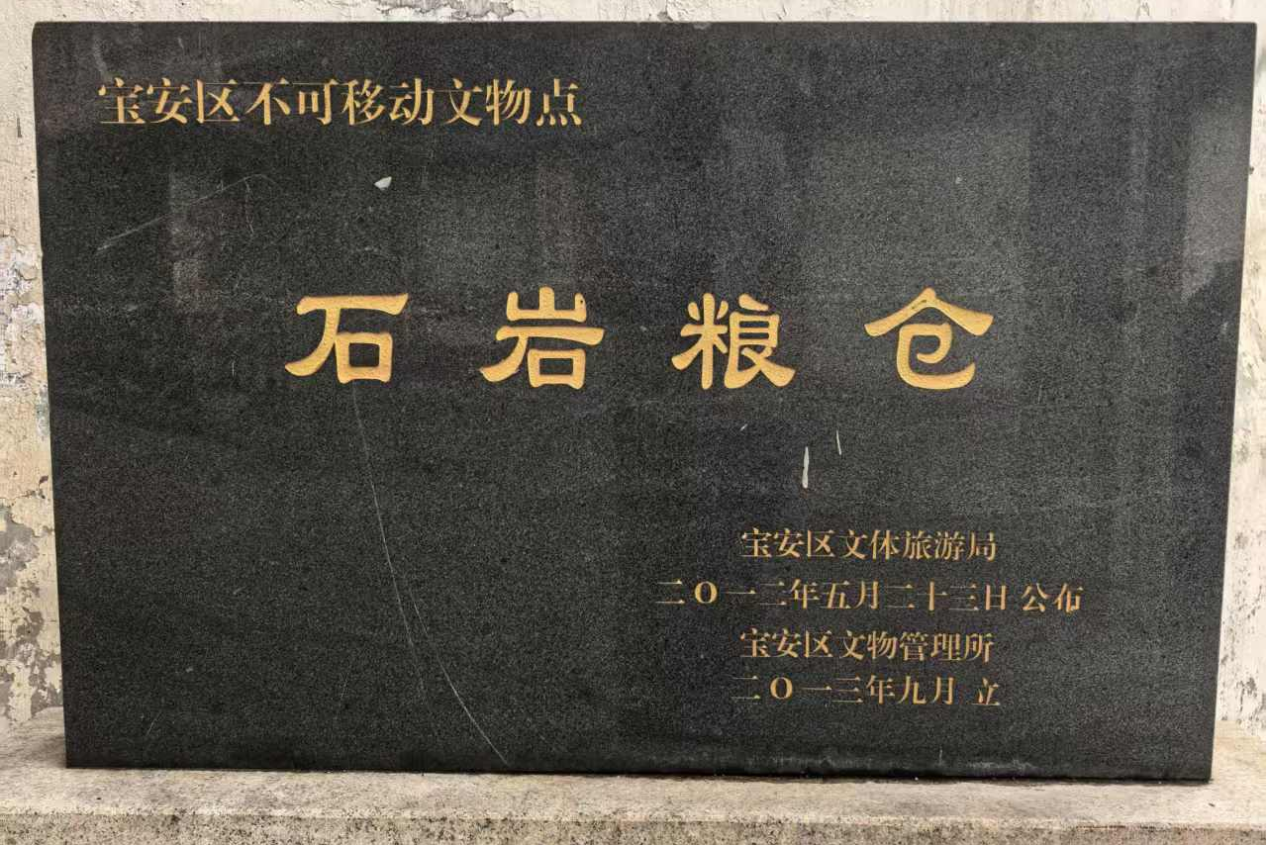 宝安区不可移动文物点
石岩粮仓
宝安区文体旅游局
二O一二年五月二十三日 公布
宝安区文物管理所
二O一三年九月 立